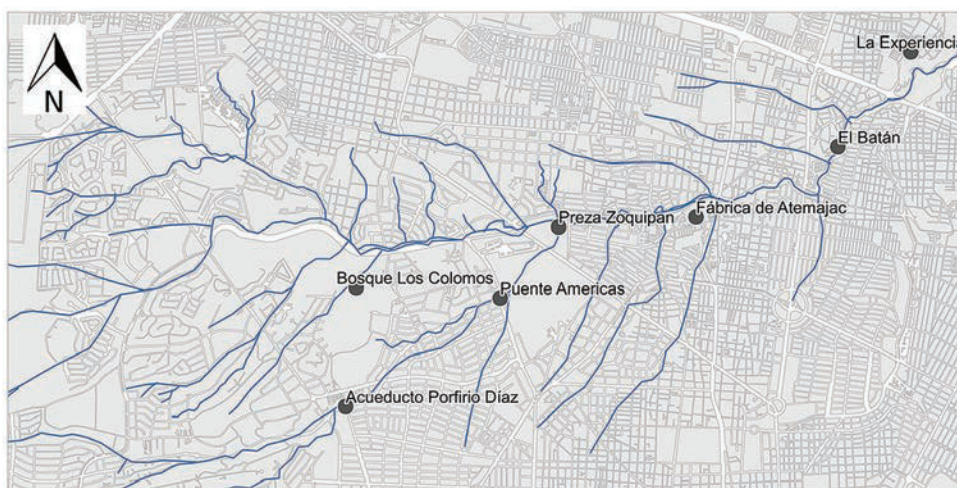 La Experiencia
N
El Batán
Fábrica de Atemajac
Preza Zoquipan
Bosque Los Colomos
Puente Americas
Acueducto Porfirio Díaz